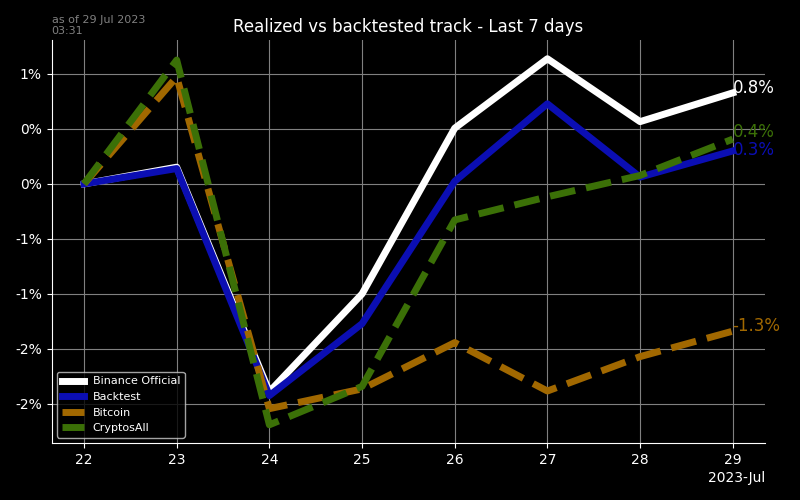 as of 29 Jul 2023
03:31
Realized vs backtested track - Last 7 days
1%
0%
0%
-1%
-1%
-2%
-2%
0.8%
0.4%
0.3%
-1.3%
Binance Official
Backtest
Bitcoin
CryptosAll
22 23 24 25 26 27 28 29
2023-Jul